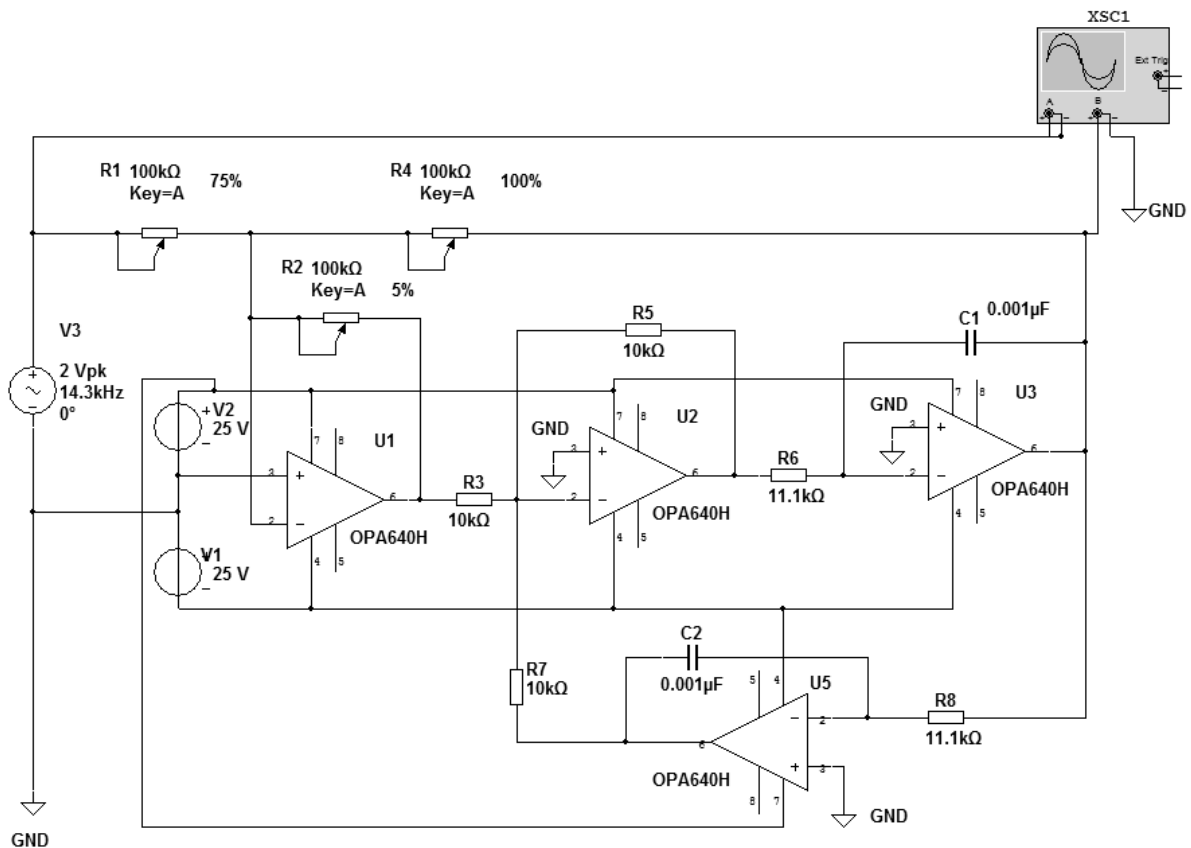 XSC1
Ext Trig
+
−
A
B
+ − + −
GND
R1 100kΩ 75%
Key=A
R4 100kΩ 100%
Key=A
R2 100kΩ
Key=A 5%
V3
2 Vpk
14.3kHz
0°
+
−
R5
10kΩ
C1 0.001µF
+V2
25 V
−
7 8
U1
3 +
2 −
6
4 5
OPA640H
R3
10kΩ
GND
7 8
U2
3 +
2 −
6
4 5
OPA640H
R6
11.1kΩ
GND
7 8
U3
3 +
2 −
6
4 5
OPA640H
V1
+
25 V
−
C2
0.001µF
R7
10kΩ
5 4
U5
− 2
6
+ 3
8 7
OPA640H
R8
11.1kΩ
GND
GND